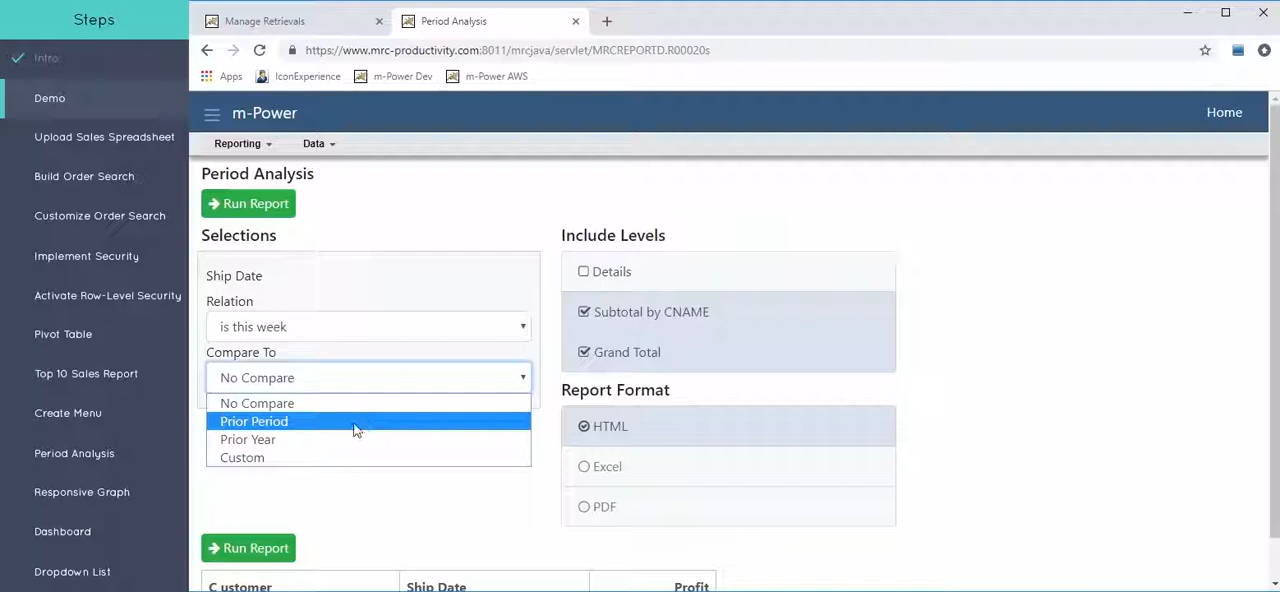 Steps
Intro
Demo
Upload Sales Spreadsheet
Build Order Search
Customize Order Search
Implement Security
Activate Row-Level Security
Pivot Table
Top 10 Sales Report
Create Menu
Period Analysis
Responsive Graph
Dashboard
Dropdown List
Manage Retrievals
Period Analysis
https://www.mrc-productivity.com:8011/mrcjava/servlet/MRCREPORTD.R00020s
Apps IconExperience m-Power Dev m-Power AWS
m-Power Home
Reporting Data
Period Analysis
Run Report
Selections
Ship Date
Relation
is this week
Compare To
No Compare
No Compare
Prior Period
Prior Year
Custom
Include Levels
Details
Subtotal by CNAME
Grand Total
Report Format
HTML
Excel
PDF
Run Report
Customer Ship Date Profit